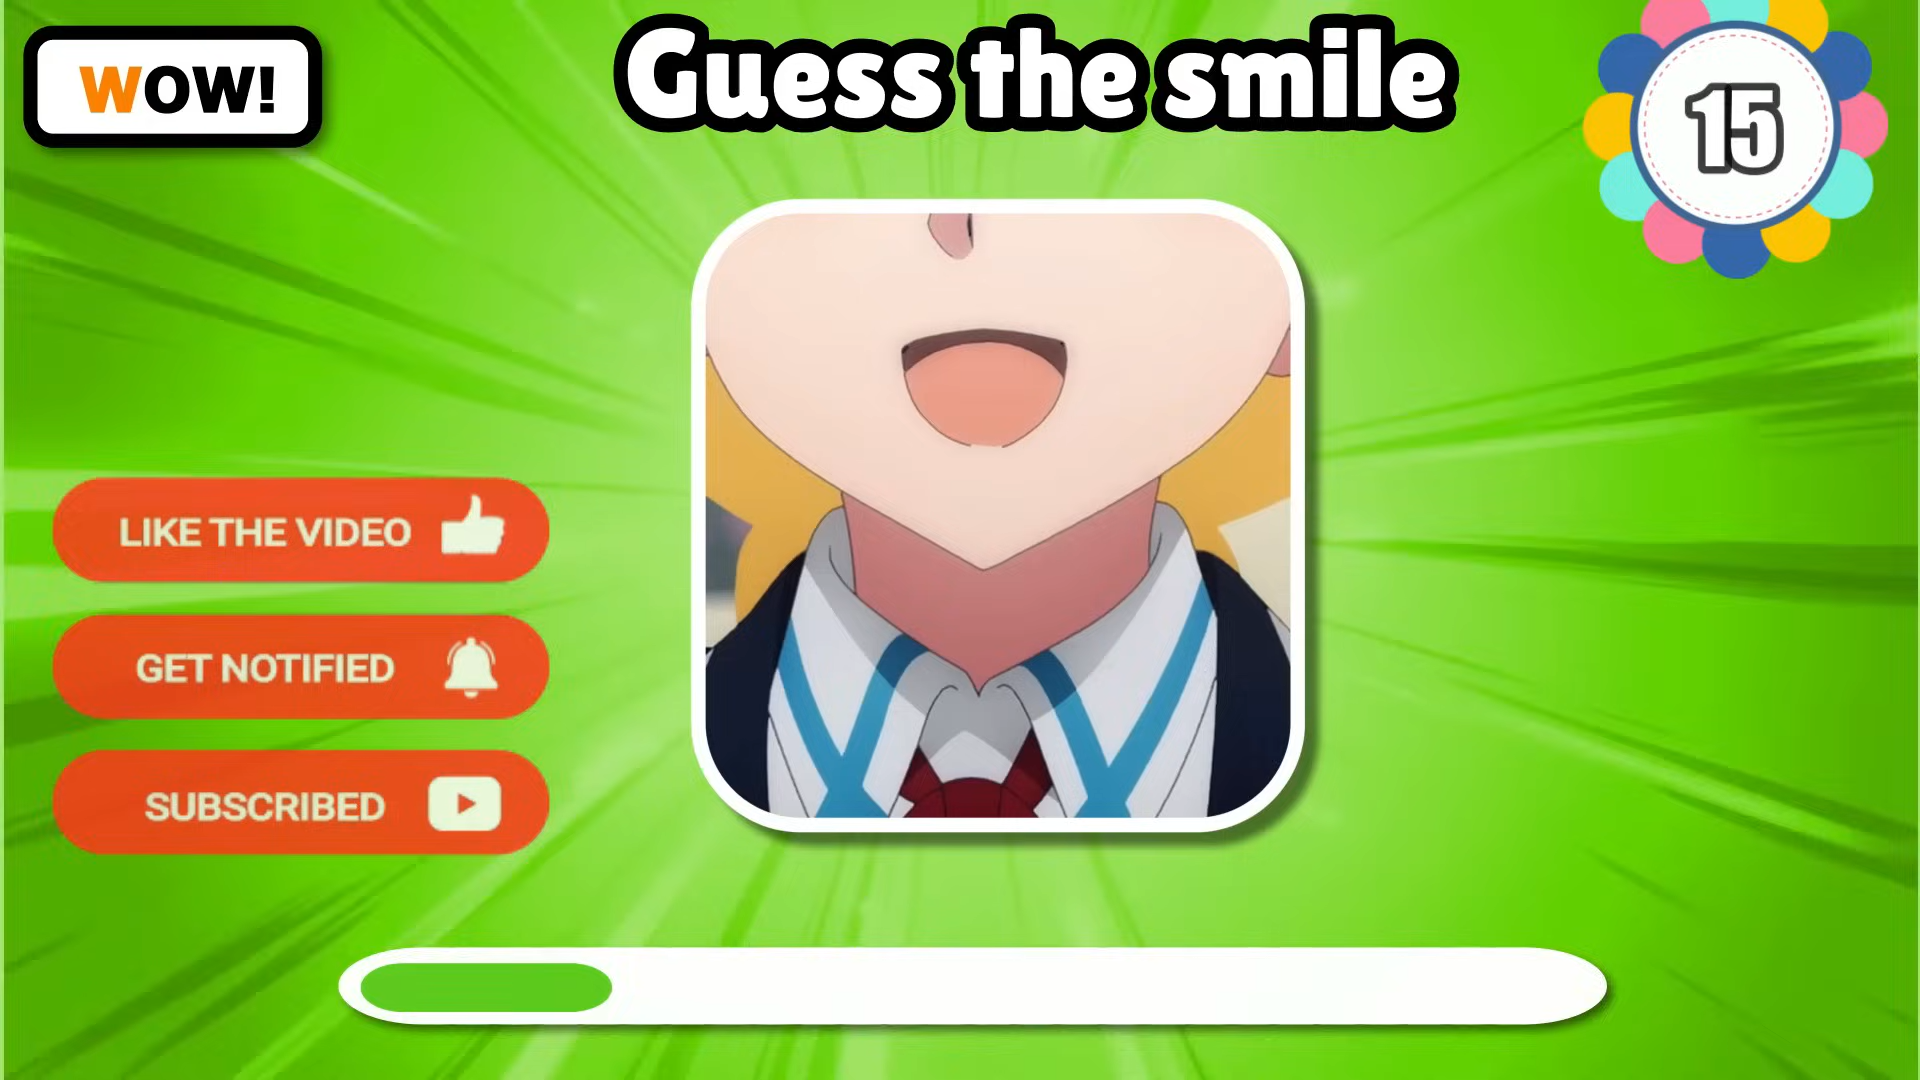 WOW!
Guess the smile
15
LIKE THE VIDEO
GET NOTIFIED
SUBSCRIBED